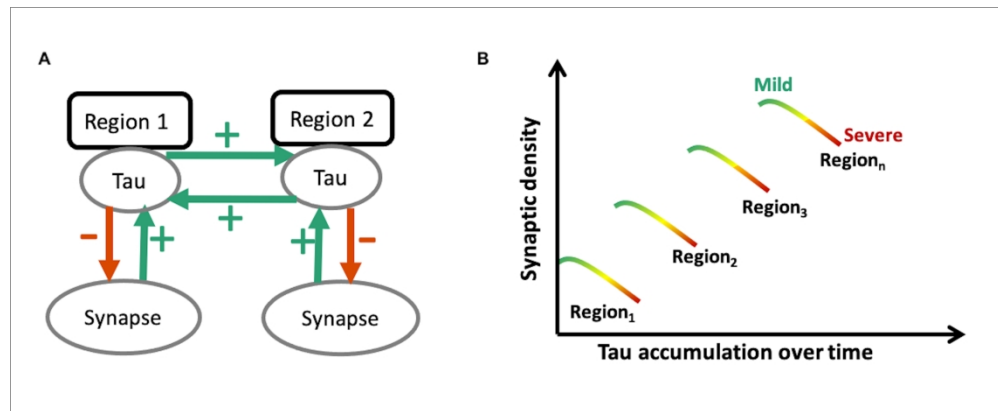 A
Region 1
Region 2
+
Tau
Tau
+
−
+
+
−
Synapse
Synapse
B
Synaptic density
Mild
Severe
Regionₙ
Region₃
Region₂
Region₁
Tau accumulation over time